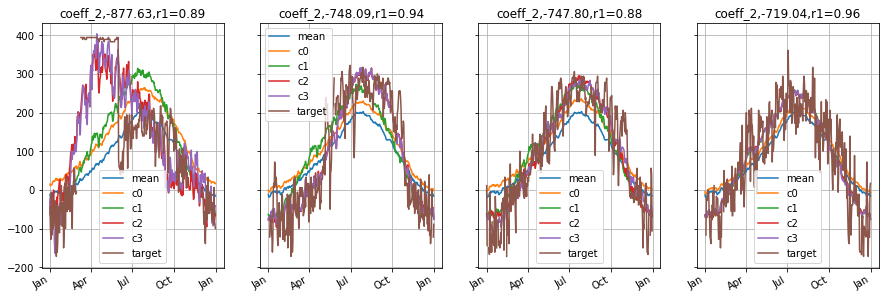 coeff_2,-877.63,r1=0.89
coeff_2,-748.09,r1=0.94
coeff_2,-747.80,r1=0.88
coeff_2,-719.04,r1=0.96
400
300
200
100
0
−100
−200
mean
c0
c1
c2
c3
target
mean
c0
c1
c2
c3
target
mean
c0
c1
c2
c3
target
mean
c0
c1
c2
c3
target
Jan Apr Jul Oct Jan
Jan Apr Jul Oct Jan
Jan Apr Jul Oct Jan
Jan Apr Jul Oct Jan